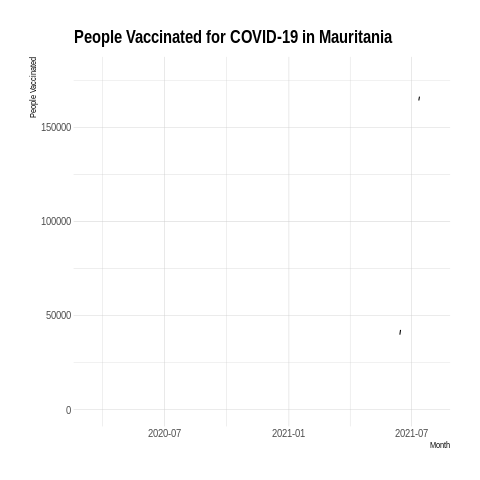 People Vaccinated for COVID-19 in Mauritania
People Vaccinated
150000
100000
50000
0
2020-07
2021-01
2021-07
Month